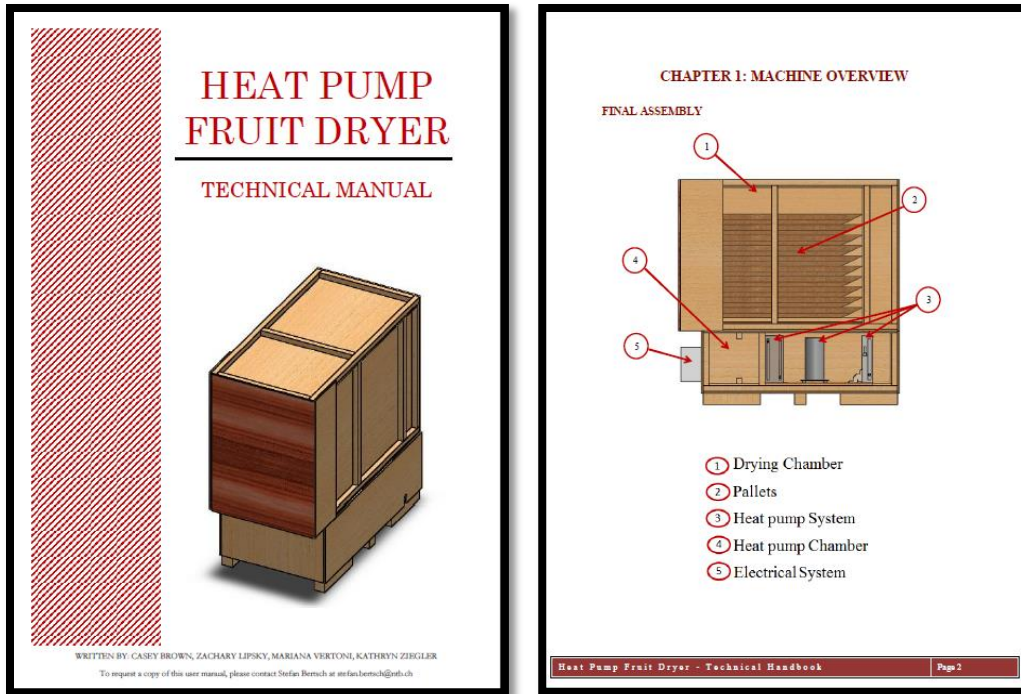 HEAT PUMP
FRUIT DRYER
TECHNICAL MANUAL
WRITTEN BY: CASEY BROWN, ZACHARY LIPSKY, MARIANA VERTONI, KATHRYN ZIEGLER
To request a copy of this user manual, please contact Stefan Bertsch at stefan.bertsch@ntb.ch
CHAPTER 1: MACHINE OVERVIEW
FINAL ASSEMBLY
1
2
4
3
5
1 Drying Chamber
2 Pallets
3 Heat pump System
4 Heat pump Chamber
5 Electrical System
Heat Pump Fruit Dryer - Technical Handbook Page 2